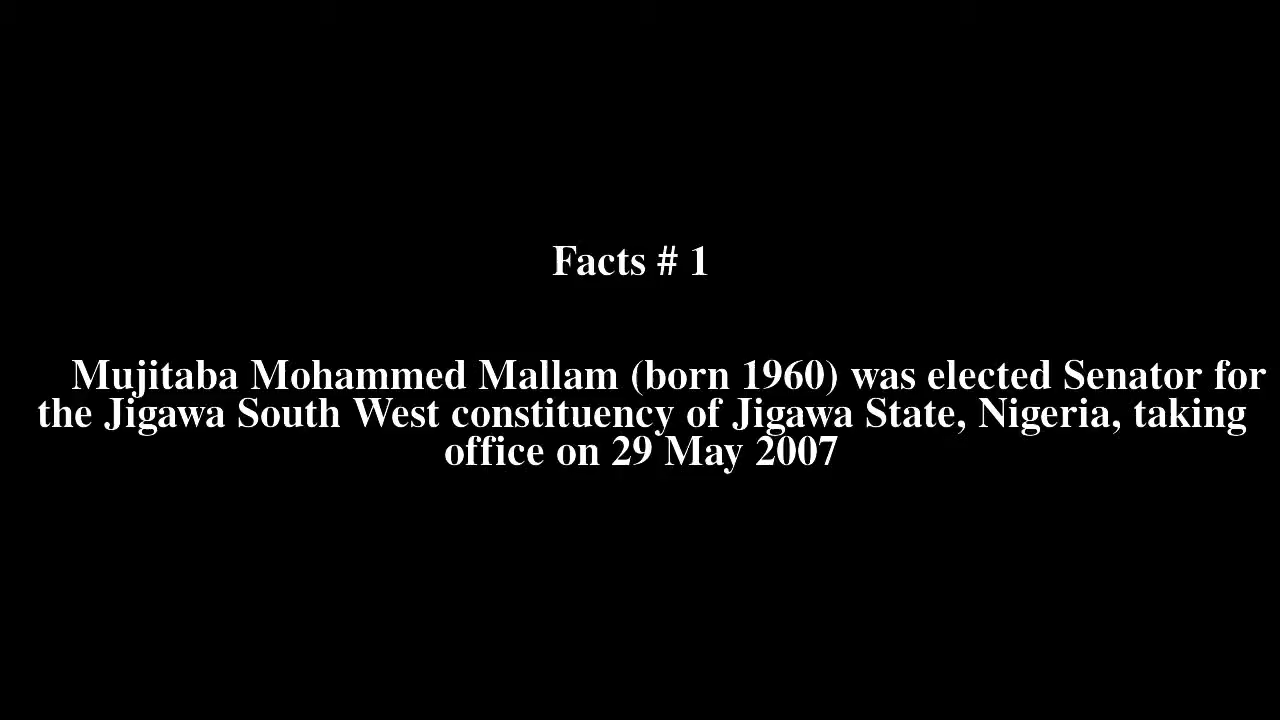 Facts # 1
Mujitaba Mohammed Mallam (born 1960) was elected Senator for
the Jigawa South West constituency of Jigawa State, Nigeria, taking
office on 29 May 2007